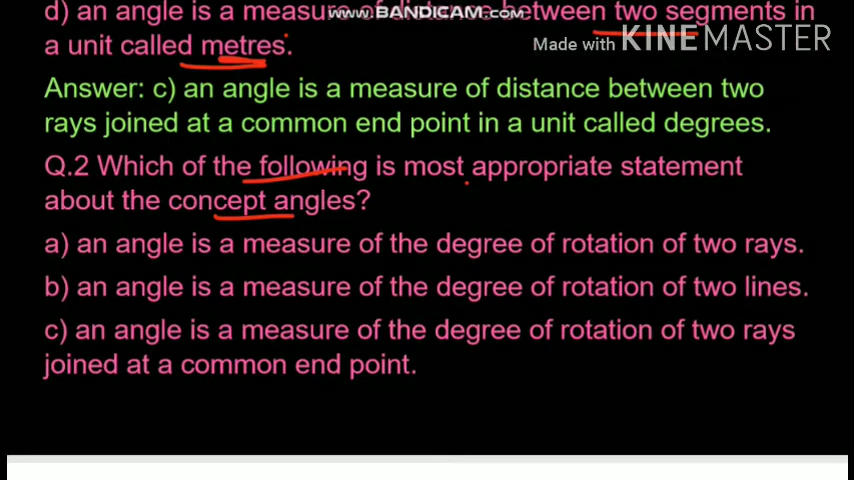 d) an angle is a measure of distance between two segments in
www.BANDICAM.com
a unit called metres.
Made with KINEMASTER
Answer: c) an angle is a measure of distance between two
rays joined at a common end point in a unit called degrees.
Q.2 Which of the following is most appropriate statement
about the concept angles?
a) an angle is a measure of the degree of rotation of two rays.
b) an angle is a measure of the degree of rotation of two lines.
c) an angle is a measure of the degree of rotation of two rays
joined at a common end point.